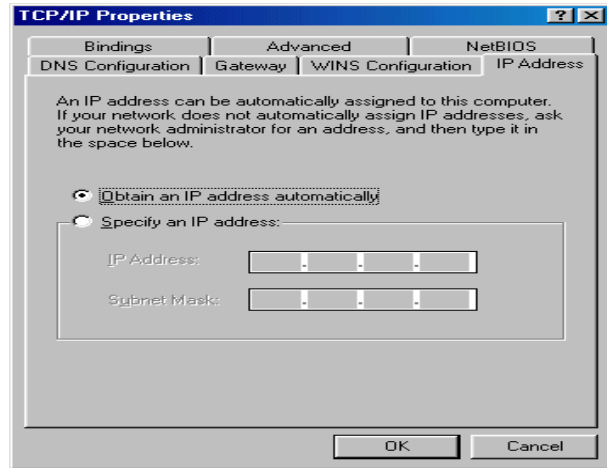 TCP/IP Properties
Bindings Advanced NetBIOS
DNS Configuration Gateway WINS Configuration IP Address
An IP address can be automatically assigned to this computer.
If your network does not automatically assign IP addresses, ask
your network administrator for an address, and then type it in
the space below.
Obtain an IP address automatically
Specify an IP address:
IP Address:
Subnet Mask:
OK Cancel